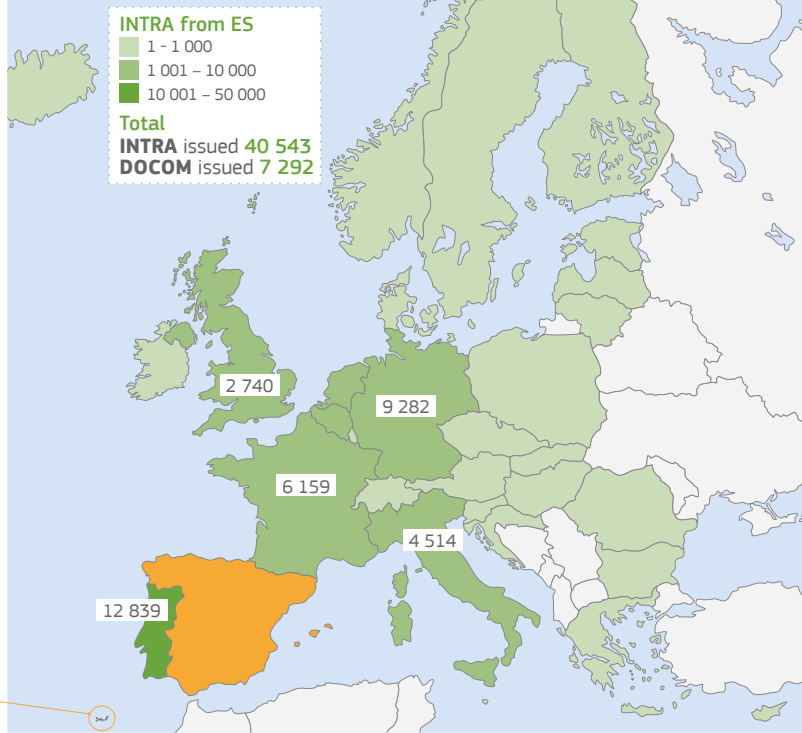 INTRA from ES
1 - 1 000
1 001 – 10 000
10 001 – 50 000
Total
INTRA issued 40 543
DOCOM issued 7 292
2 740
9 282
6 159
4 514
12 839